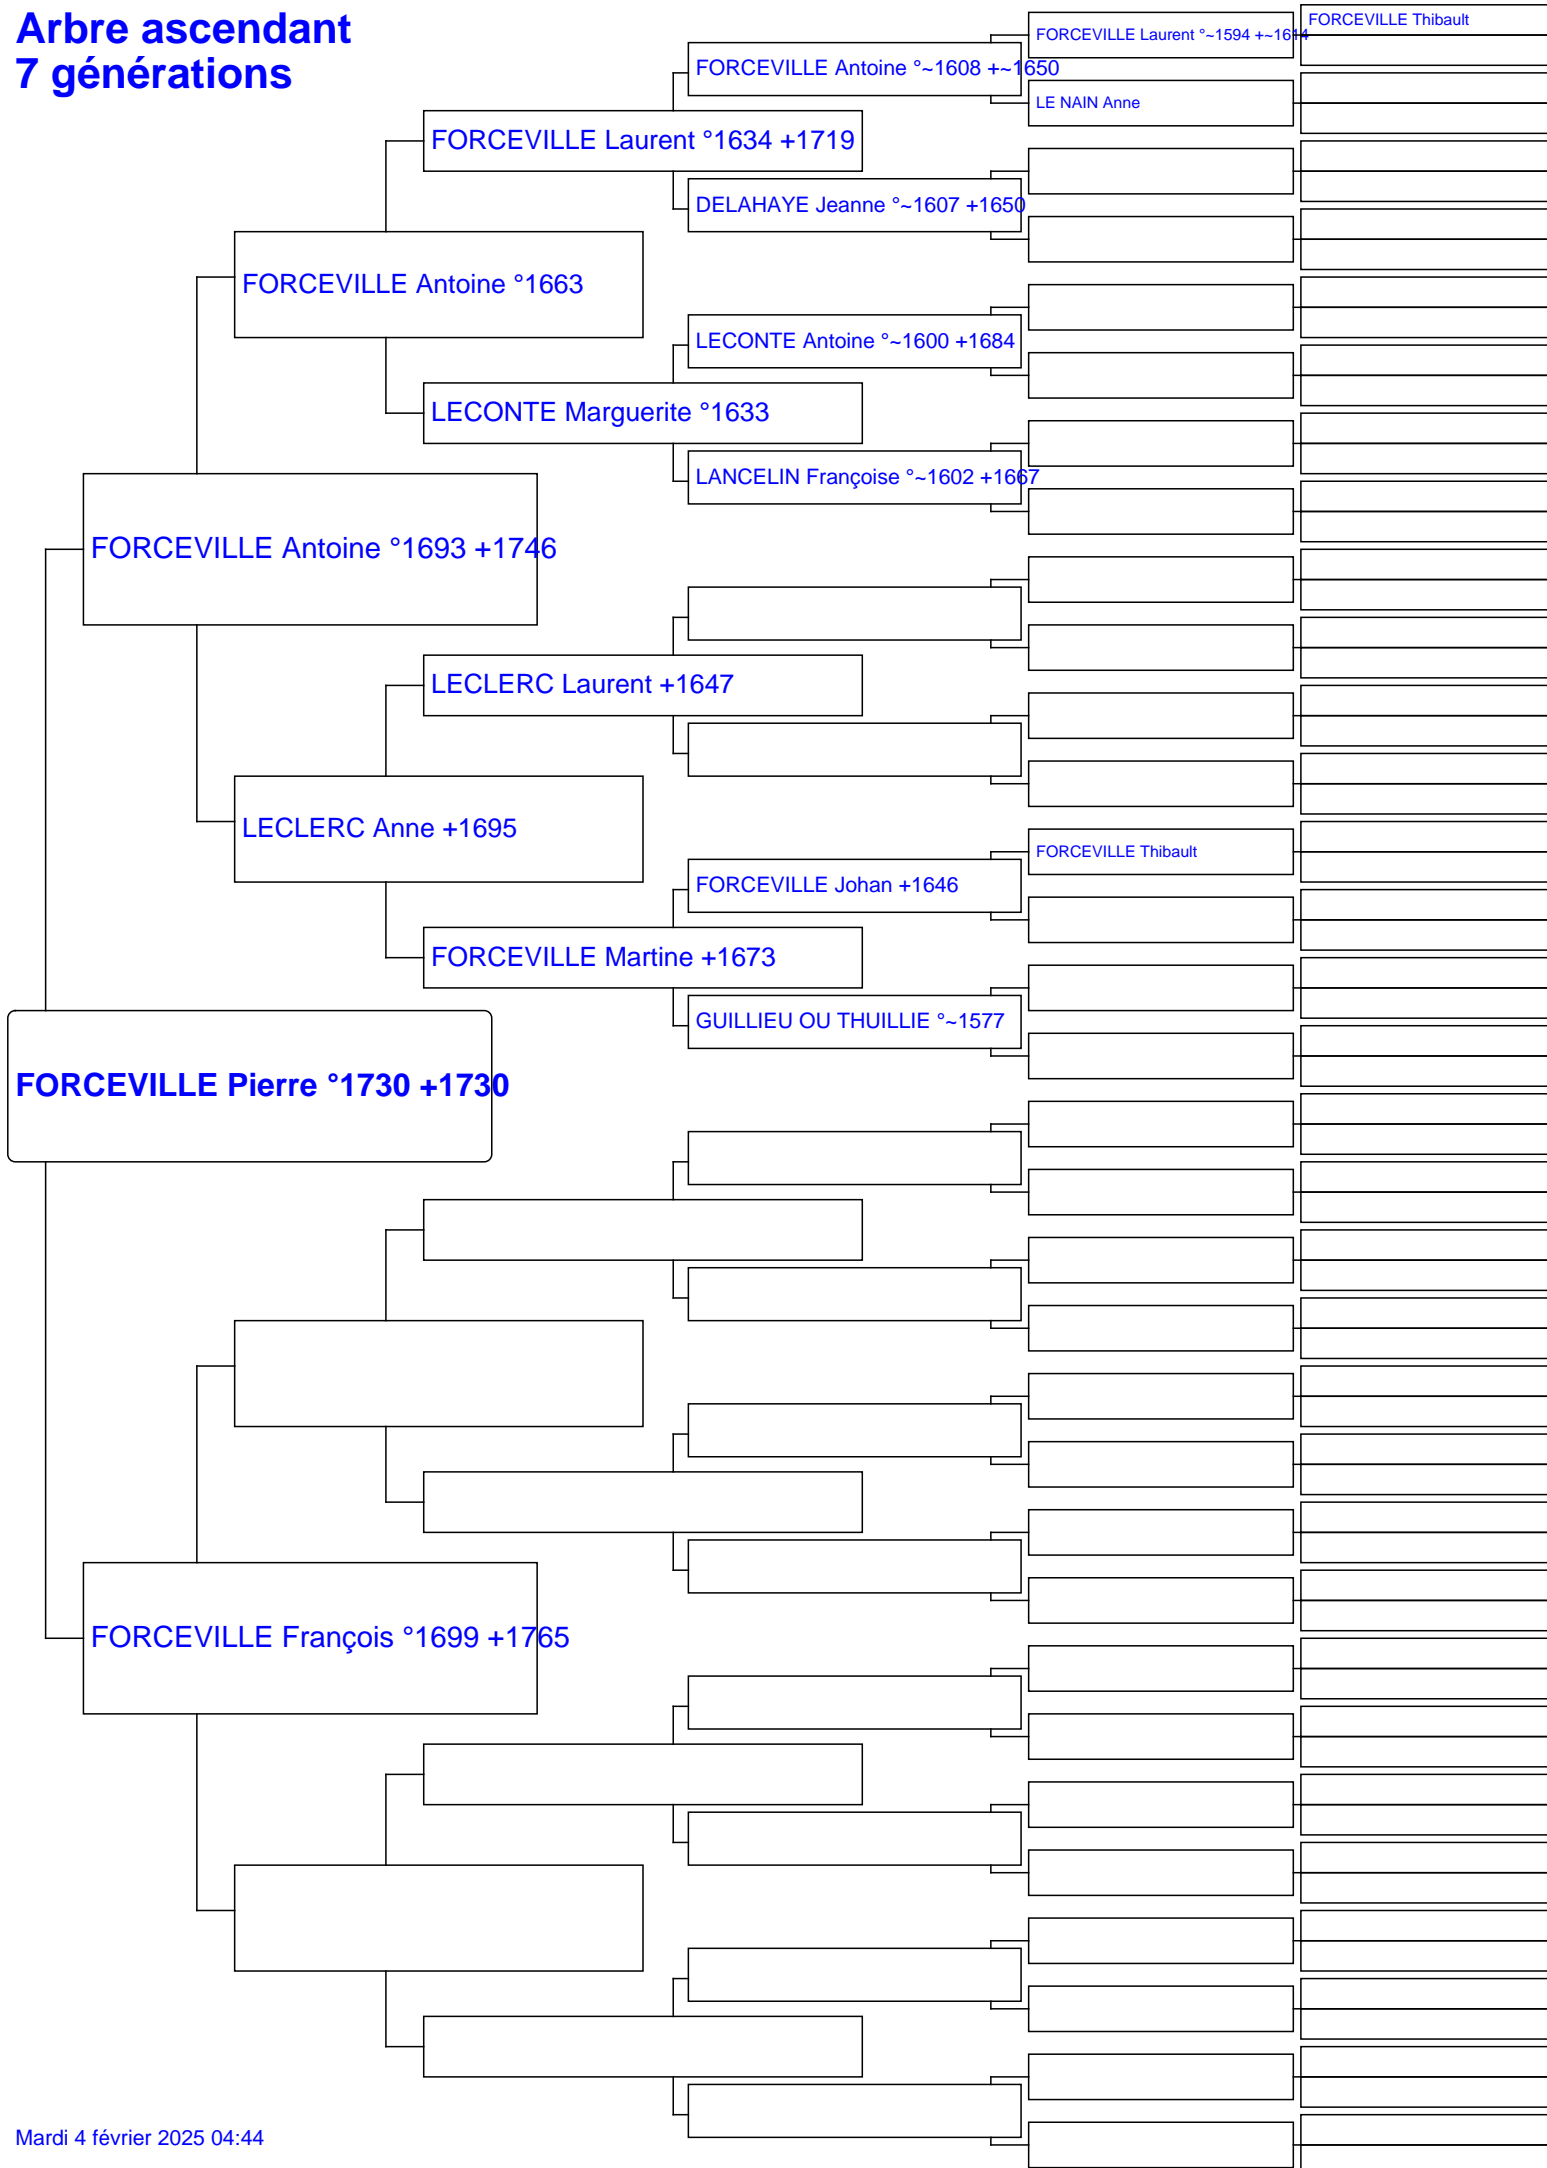 Arbre ascendant
7 générations
FORCEVILLE Thibault
FORCEVILLE Laurent °~1594 +~1614
FORCEVILLE Antoine °~1608 +~1650
LE NAIN Anne
FORCEVILLE Laurent °1634 +1719
DELAHAYE Jeanne °~1607 +1650
FORCEVILLE Antoine °1663
LECONTE Antoine °~1600 +1684
LECONTE Marguerite °1633
LANCELIN Françoise °~1602 +1667
FORCEVILLE Antoine °1693 +1746
LECLERC Laurent +1647
LECLERC Anne +1695
FORCEVILLE Thibault
FORCEVILLE Johan +1646
FORCEVILLE Martine +1673
GUILLIEU OU THUILLIE °~1577
FORCEVILLE Pierre °1730 +1730
FORCEVILLE François °1699 +1765
Mardi 4 février 2025 04:44